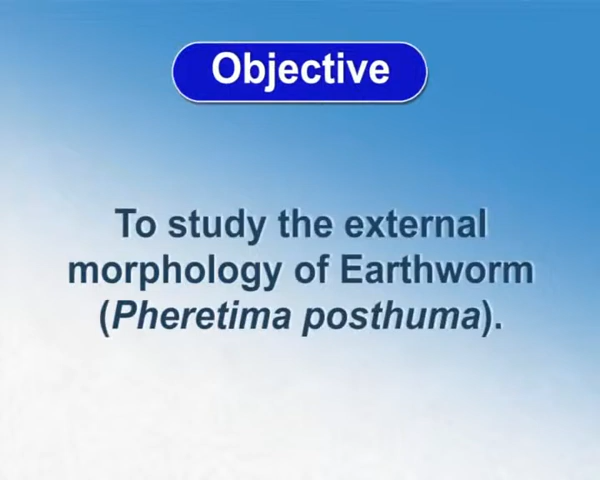 Objective
To study the external
morphology of Earthworm
(Pheretima posthuma).